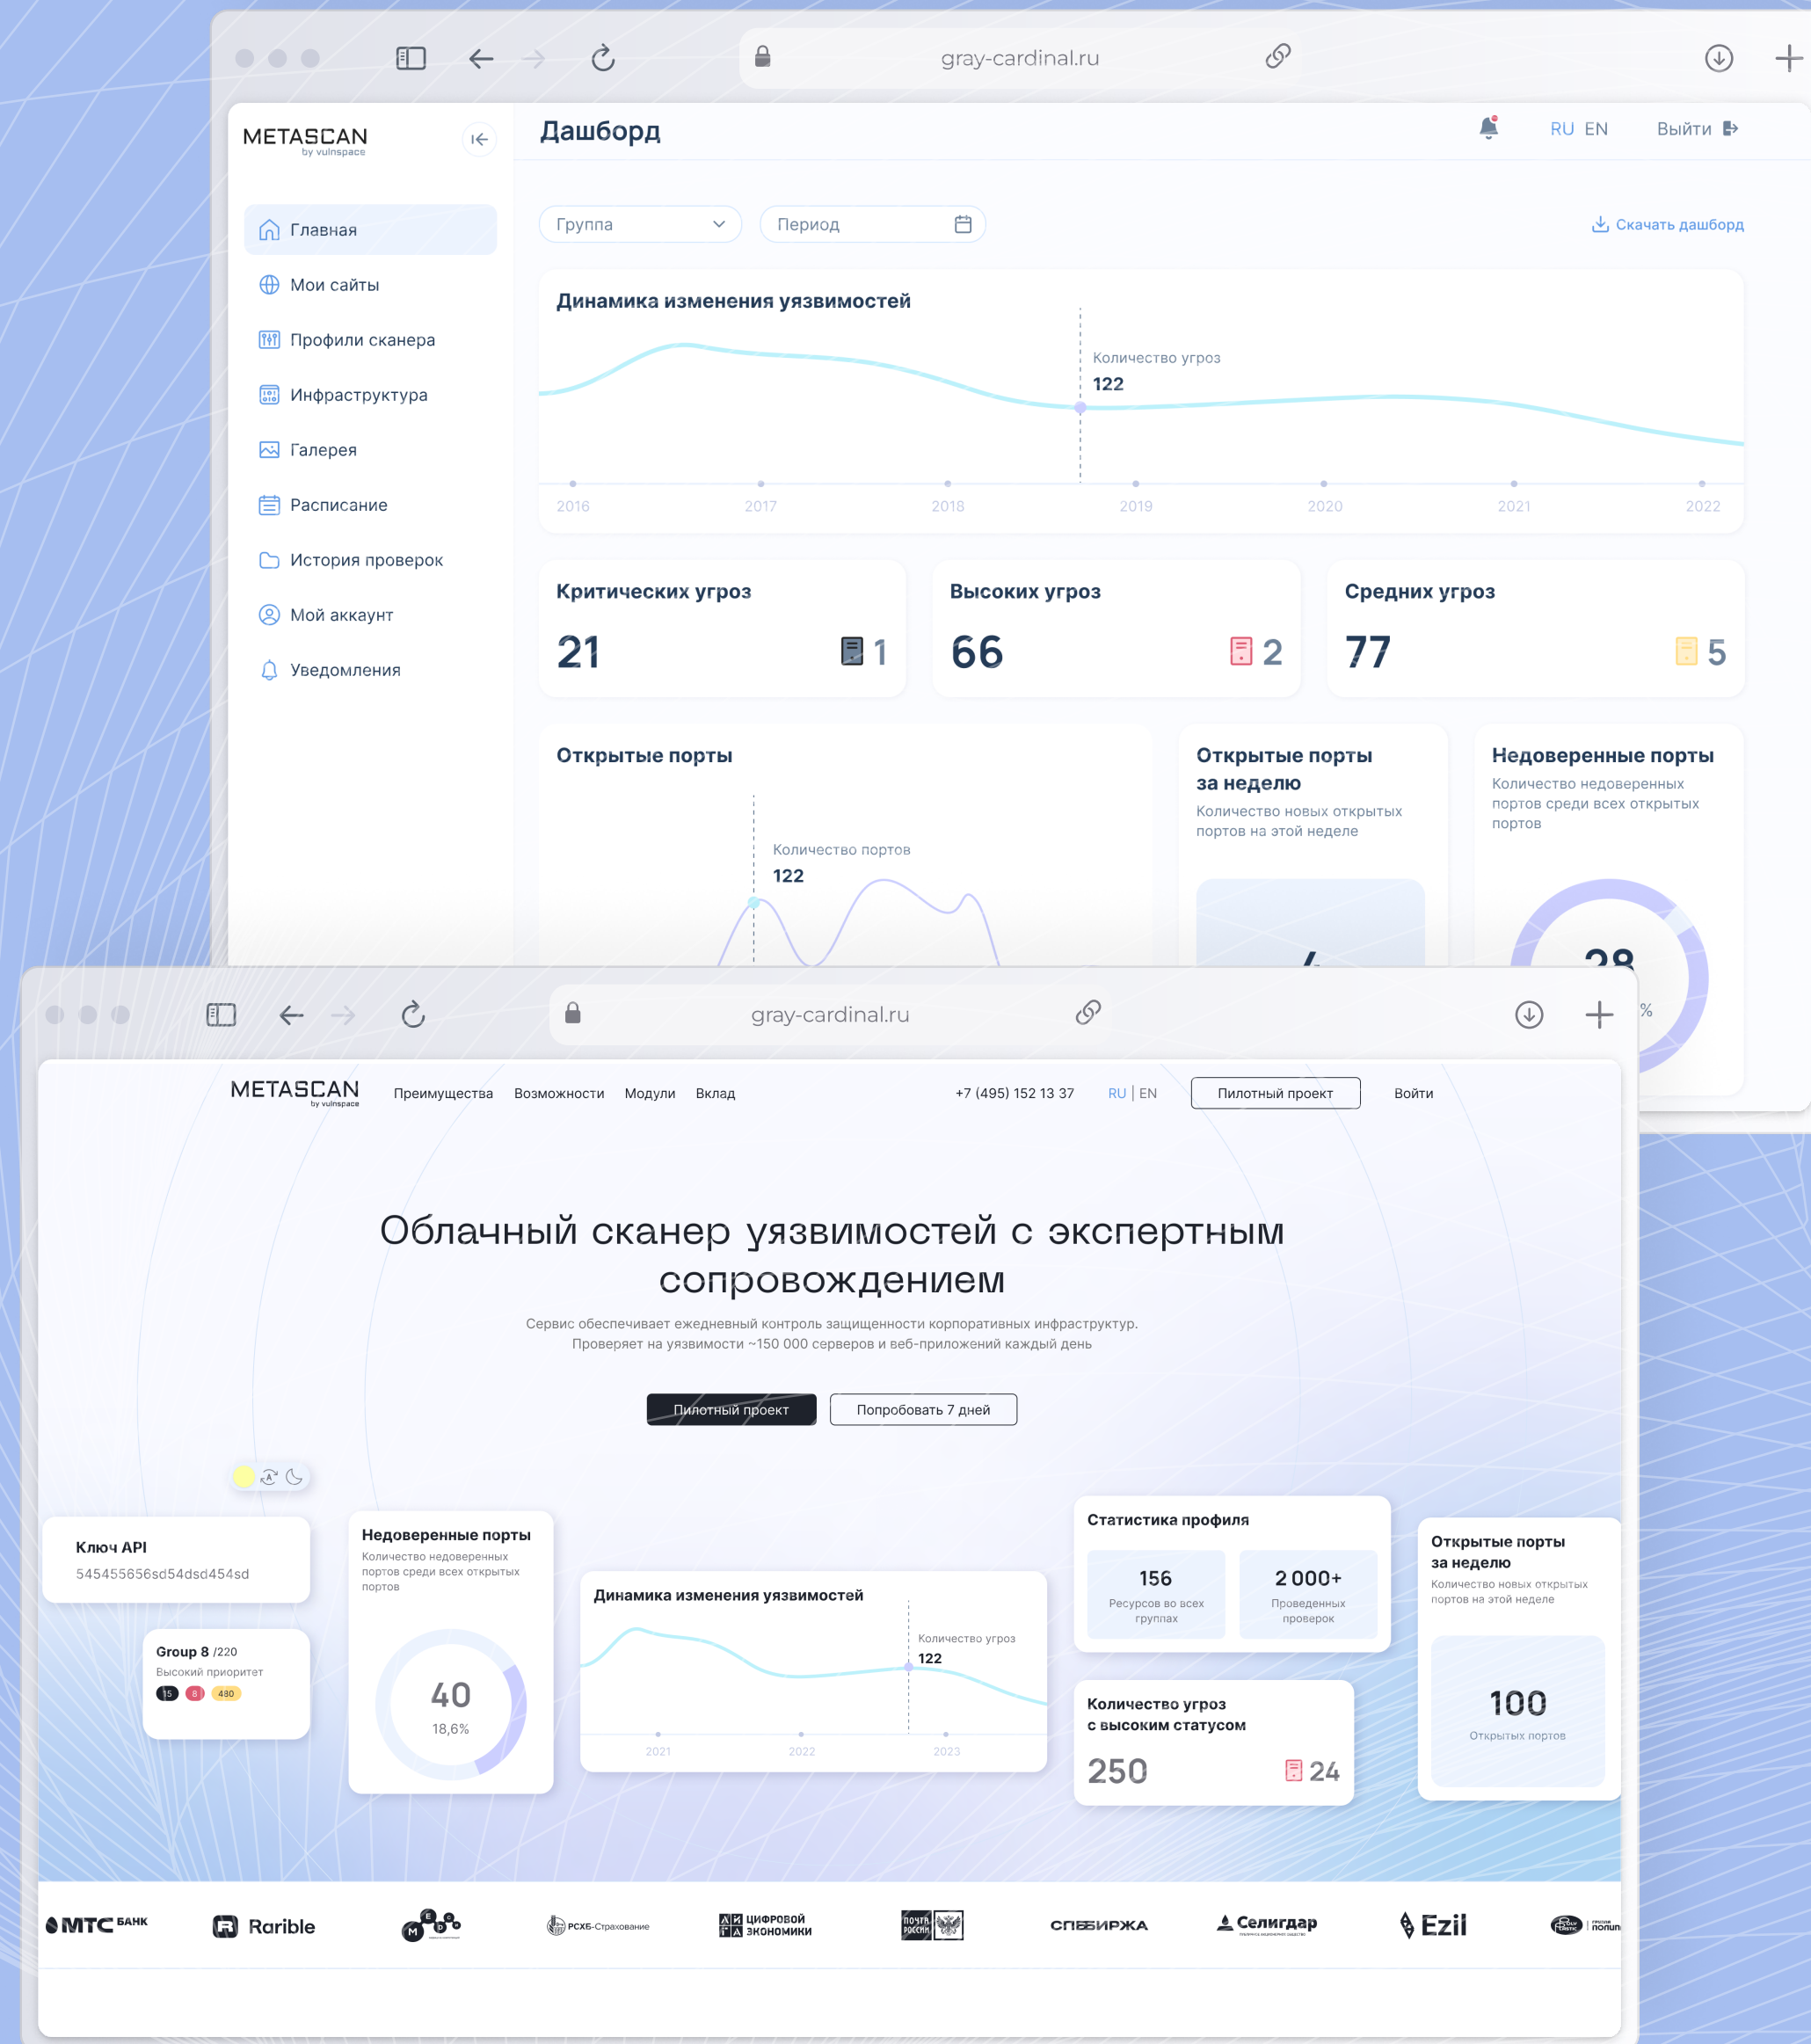 gray-cardinal.ru
METASCAN
by vulnspace
Дашборд
RU EN
Выйти
Главная
Мои сайты
Профили сканера
Инфраструктура
Галерея
Расписание
История проверок
Мой аккаунт
Уведомления
Группа
Период
Скачать дашборд
Динамика изменения уязвимостей
Количество угроз
122
2016 2017 2018 2019 2020 2021 2022
Критических угроз
21 1
Высоких угроз
66 2
Средних угроз
77 5
Открытые порты
Количество портов
122
Открытые порты
за неделю
Количество новых открытых
портов на этой неделе
Недоверенные порты
Количество недоверенных
портов среди всех открытых
портов
28
%
gray-cardinal.ru
METASCAN
by vulnspace
Преимущества Возможности Модули Вклад
+7 (495) 152 13 37
RU | EN
Пилотный проект
Войти
Облачный сканер уязвимостей с экспертным
сопровождением
Сервис обеспечивает ежедневный контроль защищенности корпоративных инфраструктур.
Проверяет на уязвимости ~150 000 серверов и веб-приложений каждый день
Пилотный проект
Попробовать 7 дней
Ключ API
545455656sd54dsd454sd
Group 8 /220
Высокий приоритет
15 8 480
Недоверенные порты
Количество недоверенных
портов среди всех открытых
портов
40
18,6%
Динамика изменения уязвимостей
Количество угроз
122
2021 2022 2023
Статистика профиля
156
Ресурсов во всех
группах
2 000+
Проведенных
проверок
Количество угроз
с высоким статусом
250 24
Открытые порты
за неделю
Количество новых открытых
портов на этой неделе
100
Открытых портов
МТС БАНК
Rarible
РСХБ-Страхование
ЦИФРОВОЙ
ЭКОНОМИКИ
ПОЧТА
РОССИИ
СПБ БИРЖА
Селигдар
Ezil